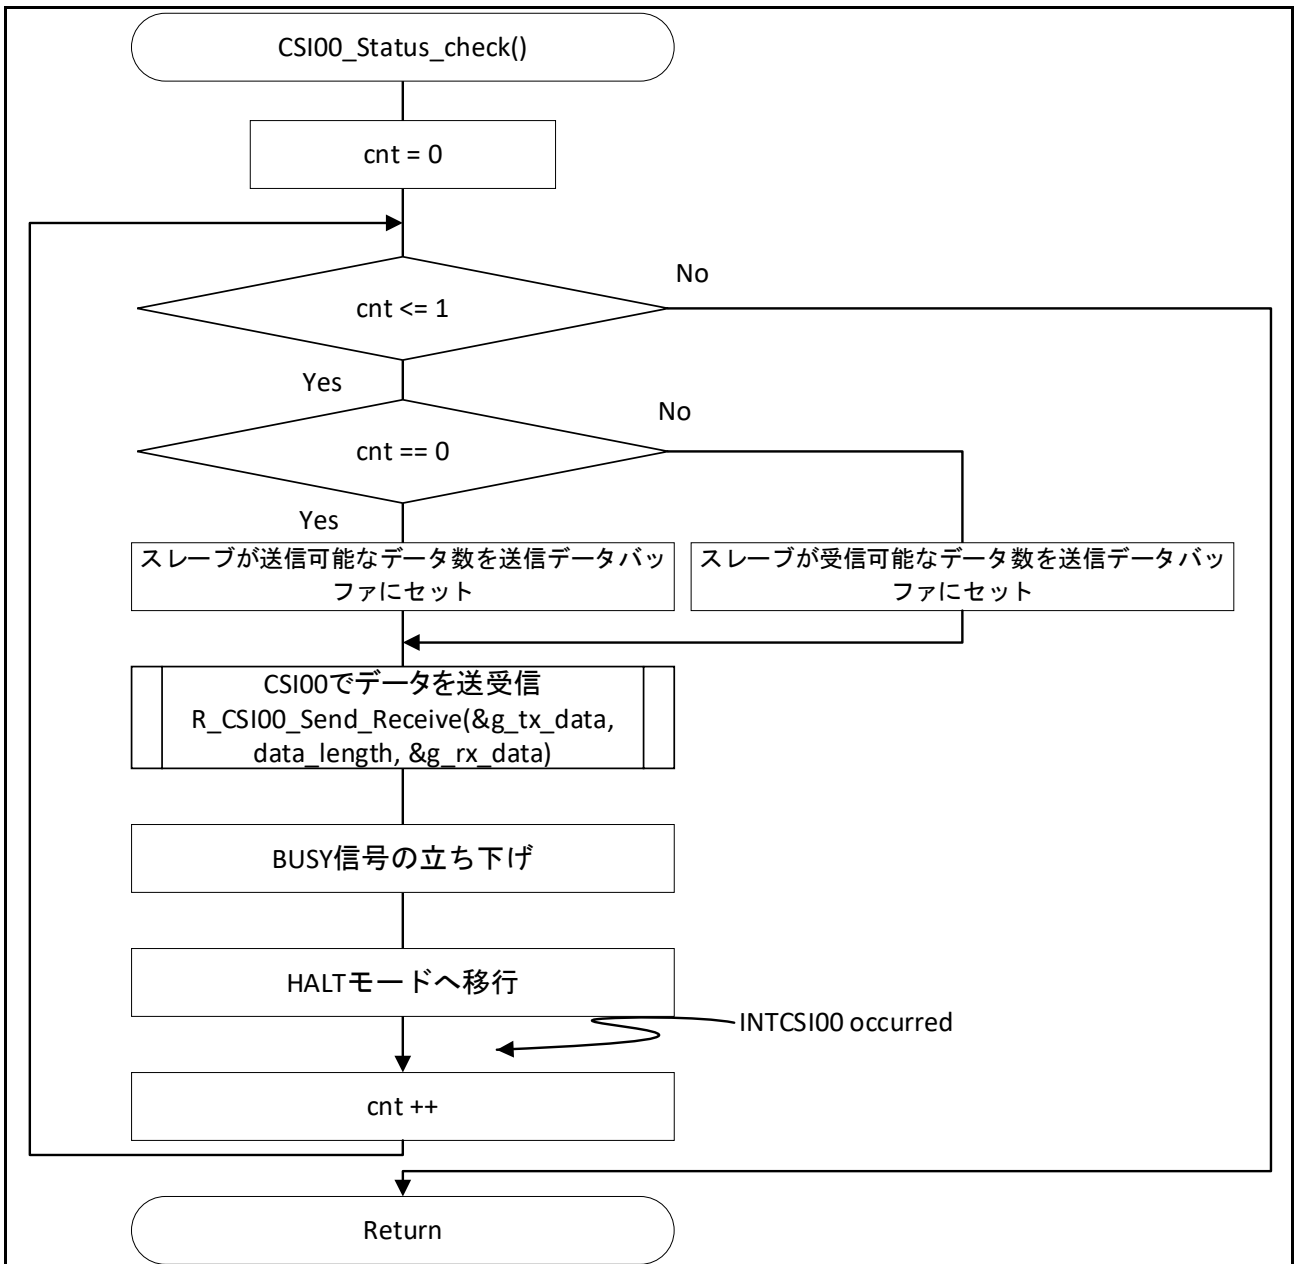 CSI00_Status_check()
cnt = 0
cnt <= 1
No
Yes
cnt == 0
No
Yes
スレーブが送信可能なデータ数を送信データバッ
ファにセット
スレーブが受信可能なデータ数を送信データバッ
ファにセット
CSI00でデータを送受信
R_CSI00_Send_Receive(&g_tx_data,
data_length, &g_rx_data)
BUSY信号の立ち下げ
HALTモードへ移行
INTCSI00 occurred
cnt ++
Return